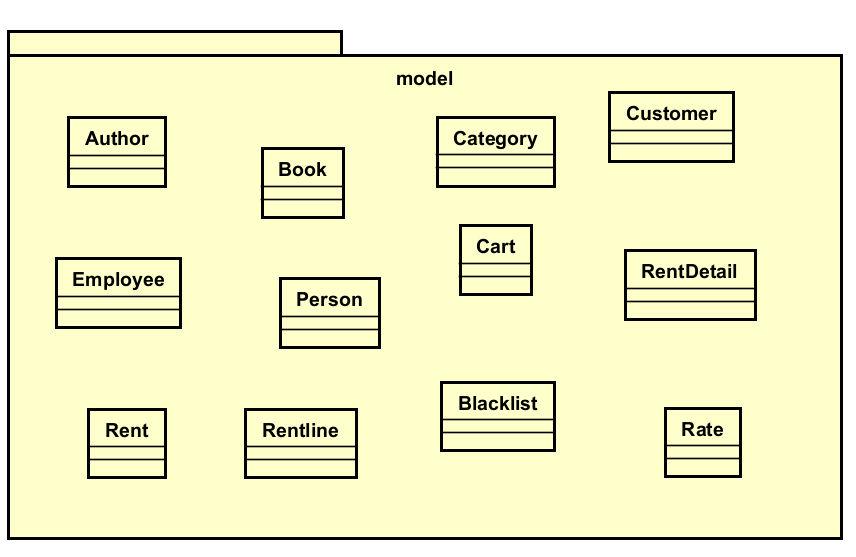 model
Author
Book
Category
Customer
Employee
Person
Cart
RentDetail
Rent
Rentline
Blacklist
Rate